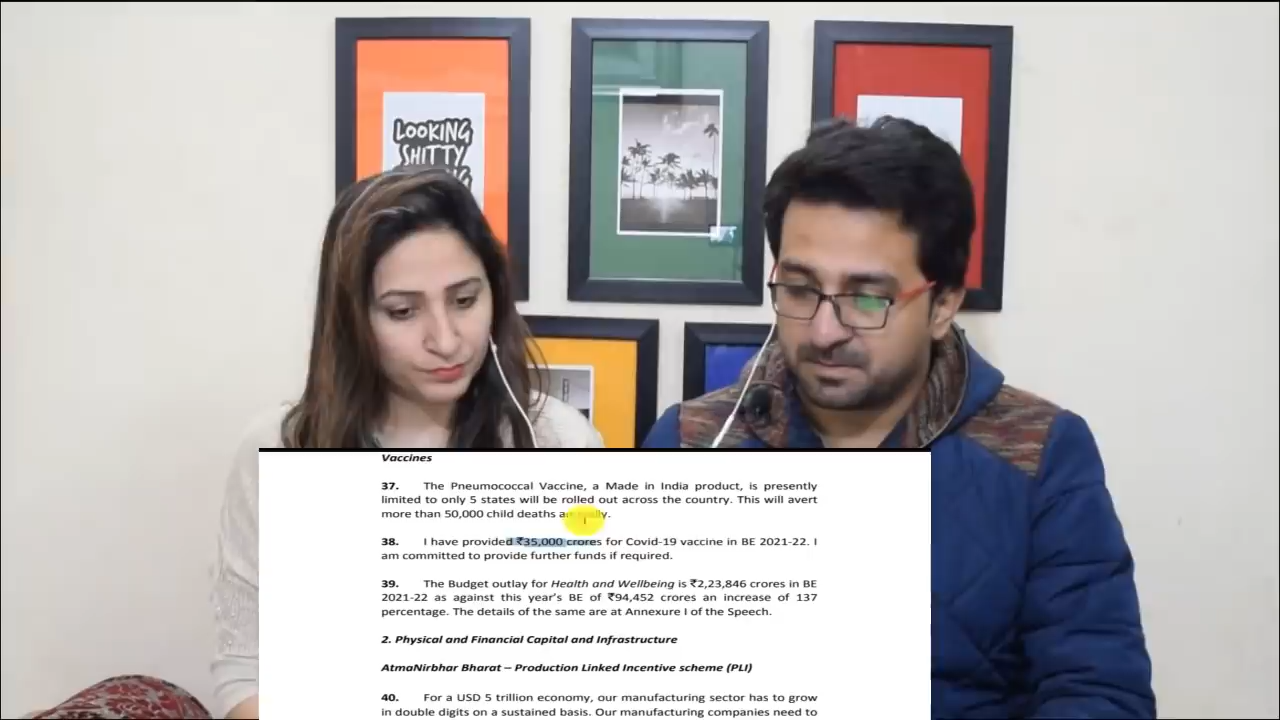 LOOKING
SHITTY
Vaccines
37. The Pneumococcal Vaccine, a Made in India product, is presently
limited to only 5 states will be rolled out across the country. This will avert
more than 50,000 child deaths annually.
38. I have provided ₹35,000 crores for Covid-19 vaccine in BE 2021-22. I
am committed to provide further funds if required.
39. The Budget outlay for Health and Wellbeing is ₹2,23,846 crores in BE
2021-22 as against this year's BE of ₹94,452 crores an increase of 137
percentage. The details of the same are at Annexure I of the Speech.
2. Physical and Financial Capital and Infrastructure
AtmaNirbhar Bharat – Production Linked Incentive scheme (PLI)
40. For a USD 5 trillion economy, our manufacturing sector has to grow
in double digits on a sustained basis. Our manufacturing companies need to